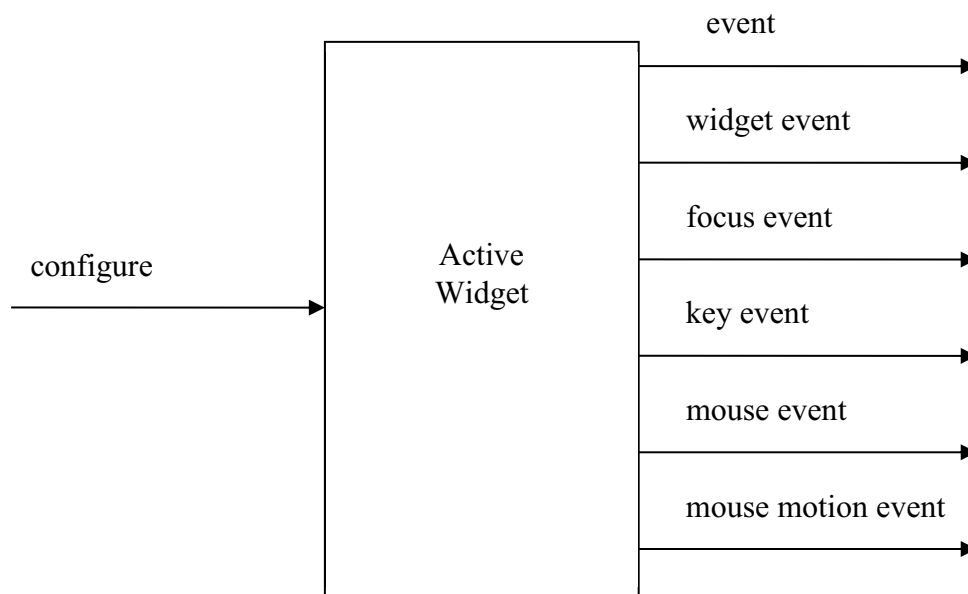 event
widget event
focus event
configure
Active
Widget
key event
mouse event
mouse motion event